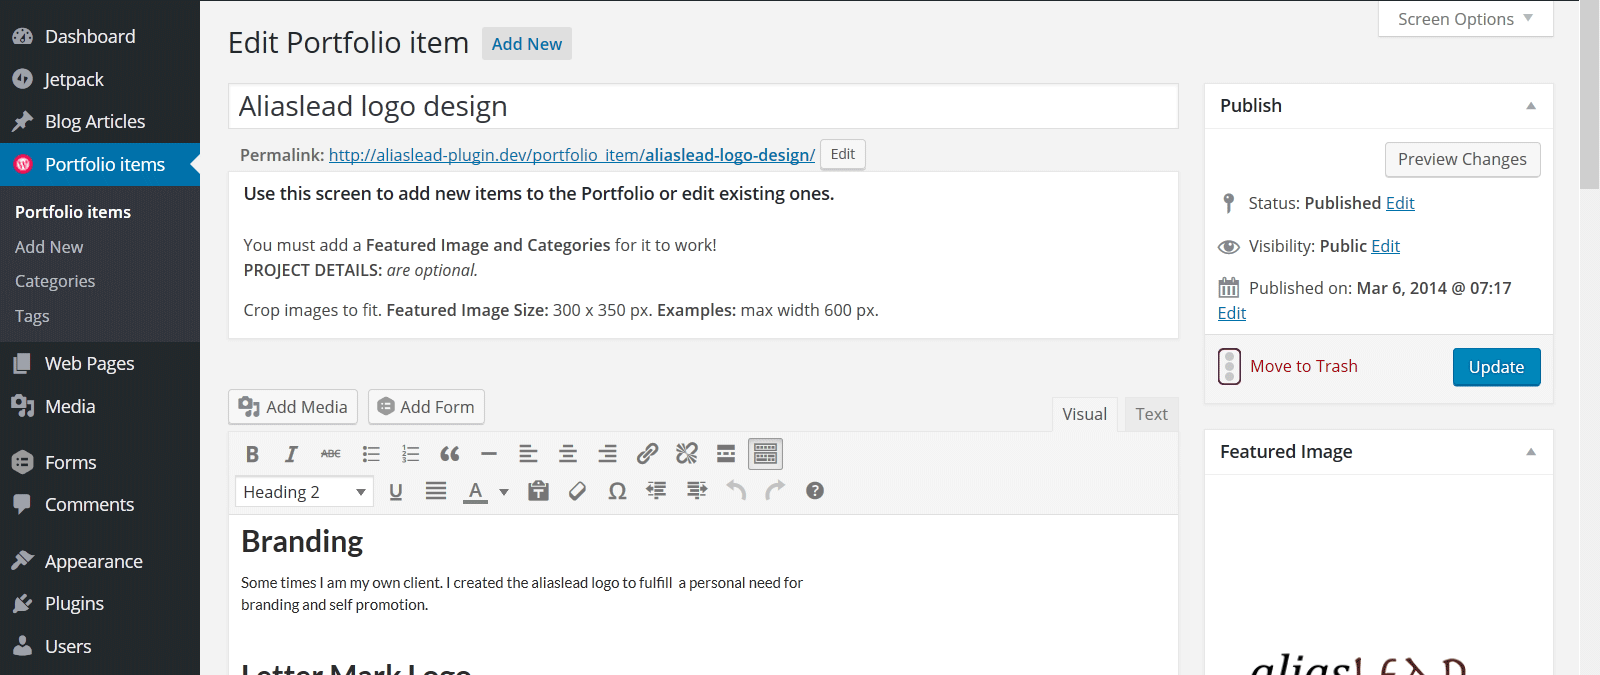 Dashboard
Jetpack
Blog Articles
Portfolio items
Portfolio items
Add New
Categories
Tags
Web Pages
Media
Forms
Comments
Appearance
Plugins
Users
Screen Options
Edit Portfolio item Add New
Aliaslead logo design
Permalink: http://aliaslead-plugin.dev/portfolio_item/aliaslead-logo-design/ Edit
Use this screen to add new items to the Portfolio or edit existing ones.
You must add a Featured Image and Categories for it to work!
PROJECT DETAILS: are optional.
Crop images to fit. Featured Image Size: 300 x 350 px. Examples: max width 600 px.
Add Media Add Form
Visual Text
B I ABC
Heading 2 U A T Ω ?
Branding
Some times I am my own client. I created the aliaslead logo to fulfill a personal need for
branding and self promotion.
Letter Mark Logo
Publish
Preview Changes
Status: Published Edit
Visibility: Public Edit
Published on: Mar 6, 2014 @ 07:17
Edit
Move to Trash Update
Featured Image
aliasLEAD